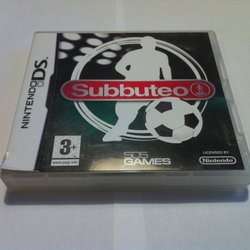 NINTENDO DS
Subbuteo
3+
www.pegi.info
505
GAMES
LICENSED BY
Nintendo